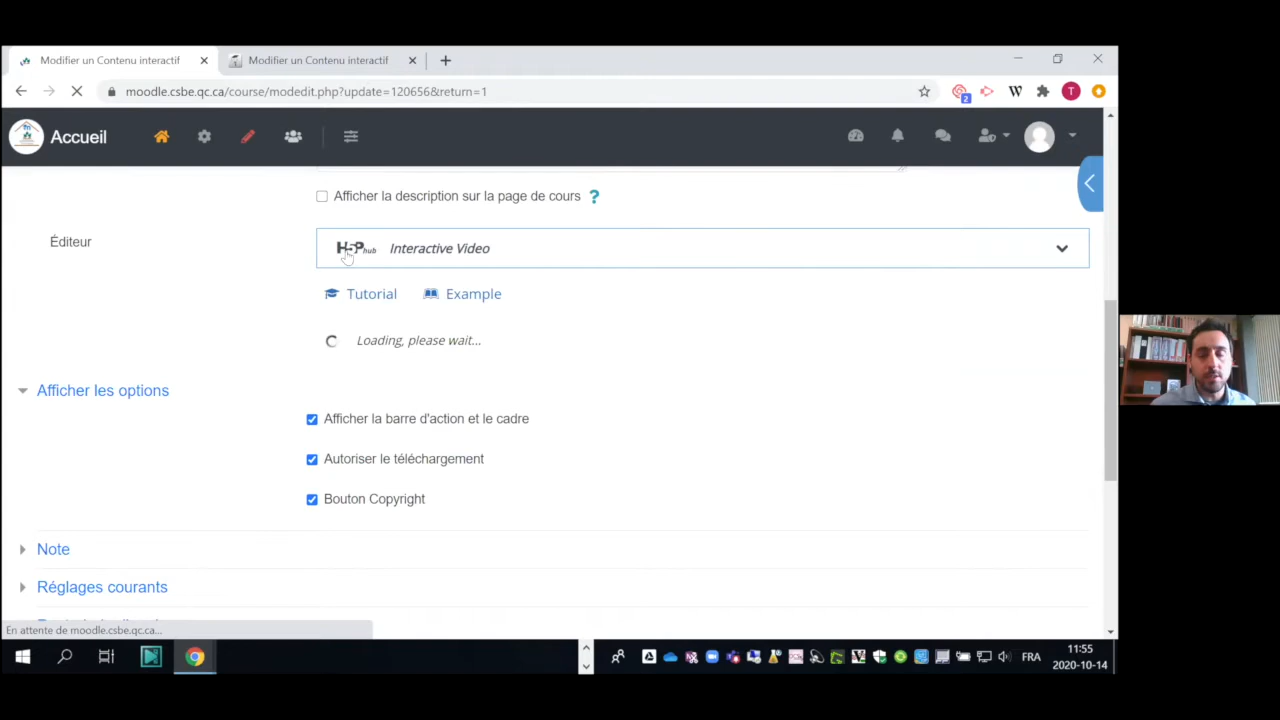 Modifier un Contenu interactif
Modifier un Contenu interactif
moodle.csbe.qc.ca/course/modedit.php?update=120656&return=1
2
W
T
Accueil
Afficher la description sur la page de cours ?
Éditeur
H5P hub Interactive Video
Tutorial
Example
Loading, please wait...
Afficher les options
Afficher la barre d'action et le cadre
Autoriser le téléchargement
Bouton Copyright
Note
Réglages courants
En attente de moodle.csbe.qc.ca...
FRA
11:55
2020-10-14